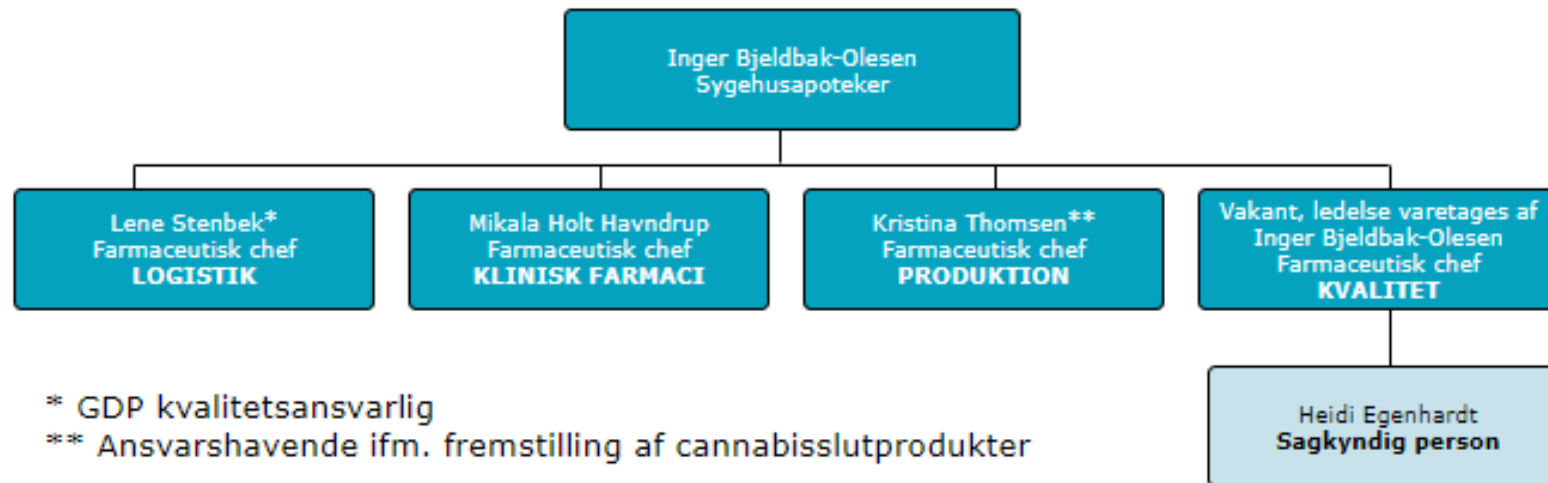 Inger Bjeldbak-Olesen
Sygehusapoteker
Lene Stenbek*
Farmaceutisk chef
LOGISTIK
Mikala Holt Havndrup
Farmaceutisk chef
KLINISK FARMACI
Kristina Thomsen**
Farmaceutisk chef
PRODUKTION
Vakant, ledelse varetages af
Inger Bjeldbak-Olesen
Farmaceutisk chef
KVALITET
Heidi Egenhardt
Sagkyndig person
* GDP kvalitetsansvarlig
** Ansvarshavende ifm. fremstilling af cannabisslutprodukter